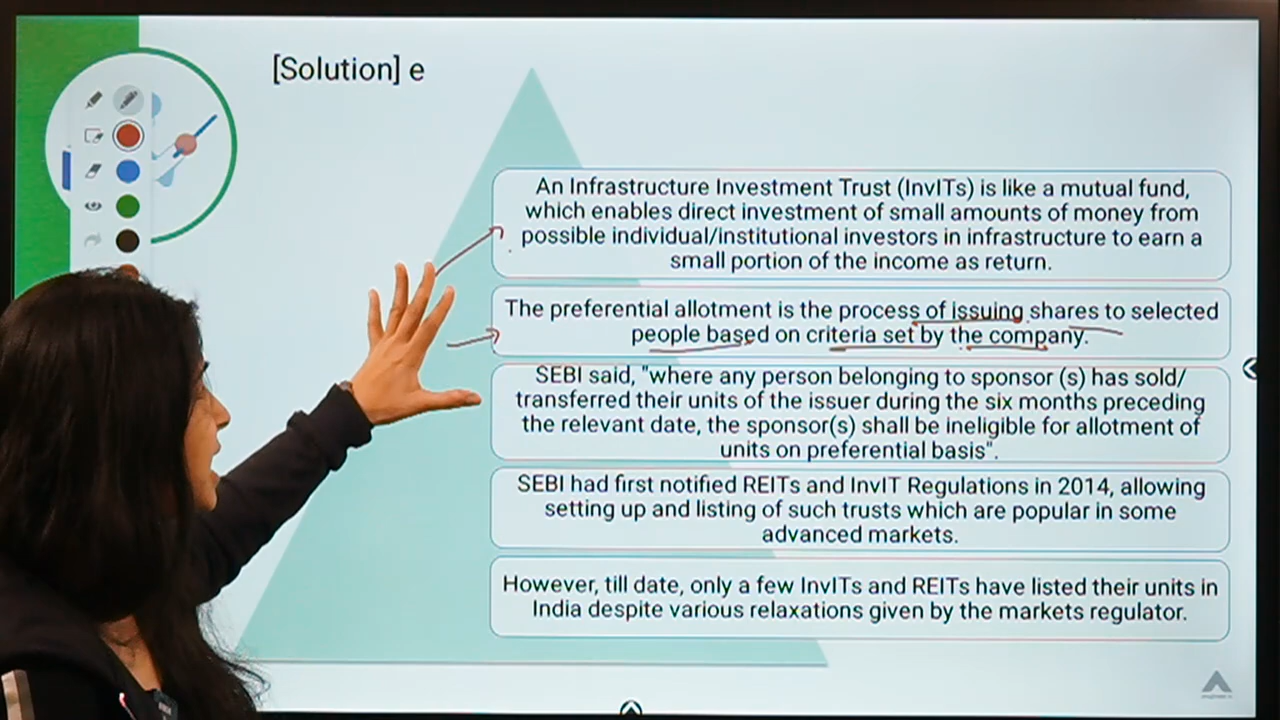 [Solution] e
An Infrastructure Investment Trust (InvITs) is like a mutual fund,
which enables direct investment of small amounts of money from
possible individual/institutional investors in infrastructure to earn a
small portion of the income as return.
The preferential allotment is the process of issuing shares to selected
people based on criteria set by the company.
SEBI said, "where any person belonging to sponsor (s) has sold/
transferred their units of the issuer during the six months preceding
the relevant date, the sponsor(s) shall be ineligible for allotment of
units on preferential basis".
SEBI had first notified REITs and InvIT Regulations in 2014, allowing
setting up and listing of such trusts which are popular in some
advanced markets.
However, till date, only a few InvITs and REITs have listed their units in
India despite various relaxations given by the markets regulator.